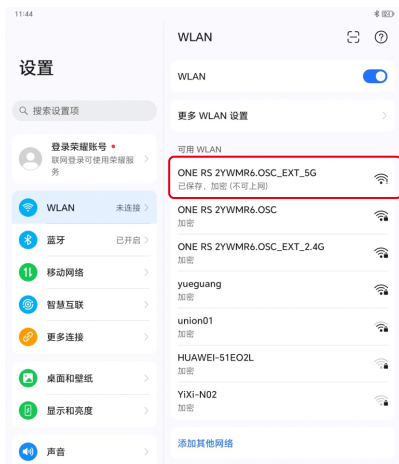 11:44
设置
搜索设置项
登录荣耀账号
联网登录可使用荣耀服
务
WLAN 未连接
蓝牙 已开启
移动网络
智慧互联
更多连接
桌面和壁纸
显示和亮度
声音
WLAN
WLAN
更多 WLAN 设置
可用 WLAN
ONE RS 2YWMR6.OSC_EXT_5G
已保存，加密 (不可上网)
ONE RS 2YWMR6.OSC
加密
ONE RS 2YWMR6.OSC_EXT_2.4G
加密
yueguang
加密
union01
加密
HUAWEI-51EO2L
加密
YiXi-N02
加密
添加其他网络